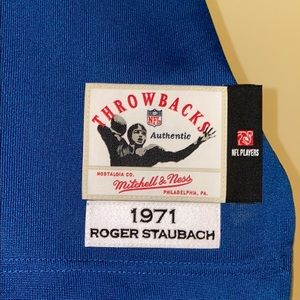 THROWBACKS
NFL
Authentic
NOSTALGIA CO.
Mitchell & Ness
PHILADELPHIA, PA.
NFL PLAYERS
1971
ROGER STAUBACH